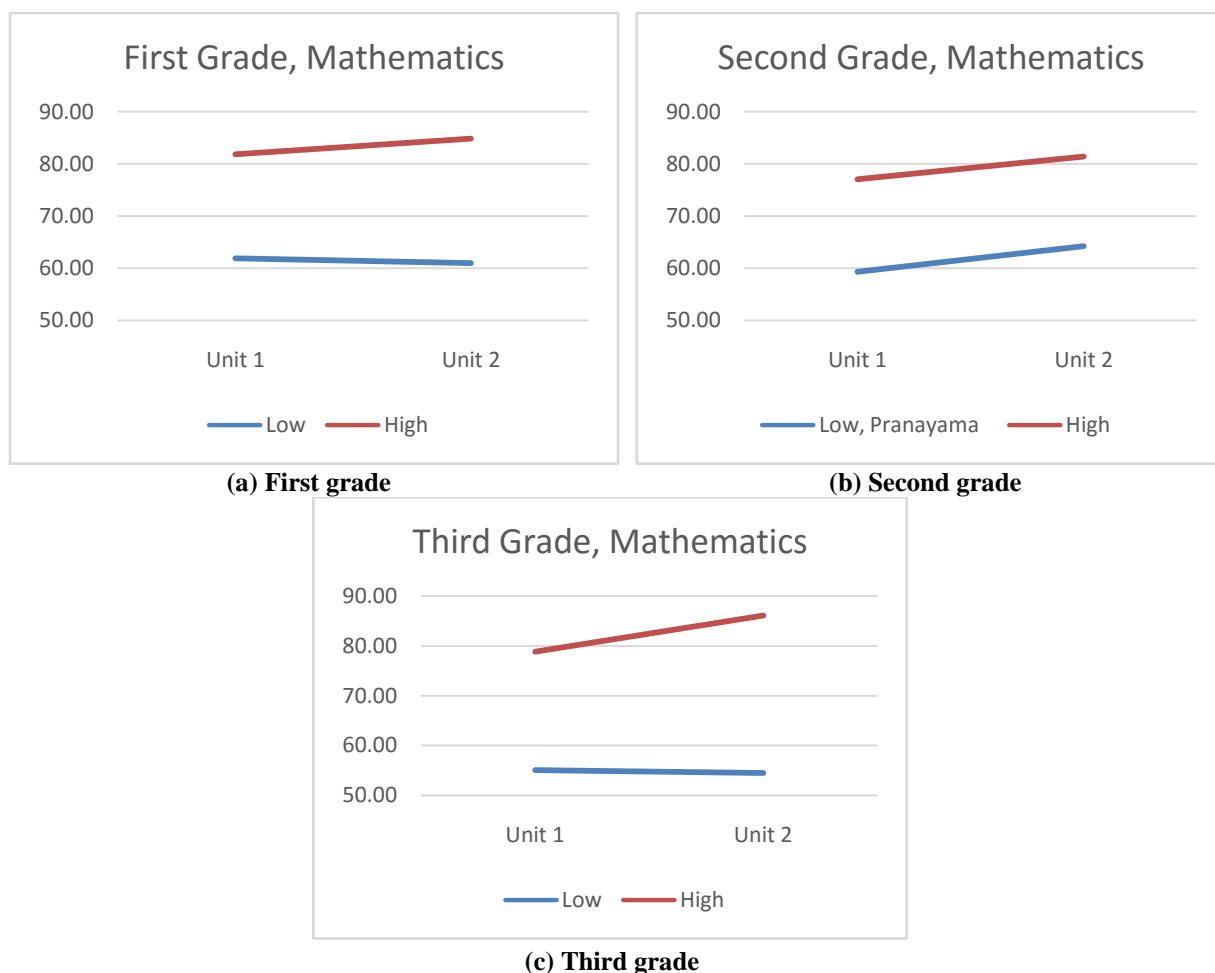 First Grade, Mathematics
90.00
80.00
70.00
60.00
50.00
Unit 1 Unit 2
Low High
(a) First grade
Second Grade, Mathematics
90.00
80.00
70.00
60.00
50.00
Unit 1 Unit 2
Low, Pranayama High
(b) Second grade
Third Grade, Mathematics
90.00
80.00
70.00
60.00
50.00
Unit 1 Unit 2
Low High
(c) Third grade